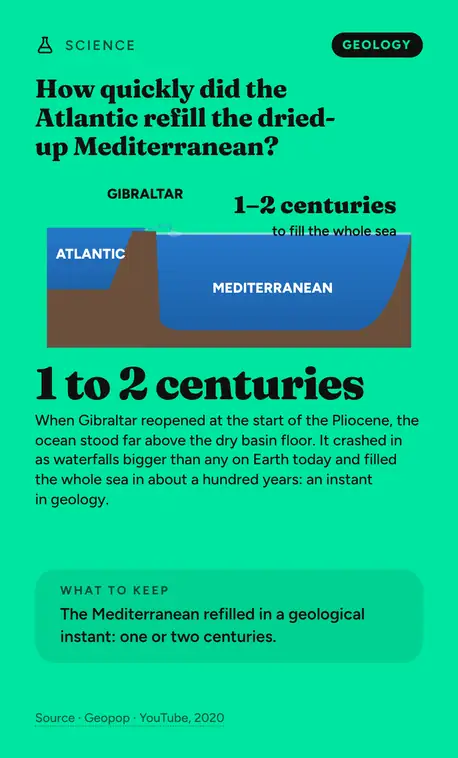 SCIENCE
GEOLOGY
How quickly did the
Atlantic refill the dried-
up Mediterranean?
GIBRALTAR
1–2 centuries
to fill the whole sea
ATLANTIC
MEDITERRANEAN
1 to 2 centuries
When Gibraltar reopened at the start of the Pliocene, the
ocean stood far above the dry basin floor. It crashed in
as waterfalls bigger than any on Earth today and filled
the whole sea in about a hundred years: an instant
in geology.
WHAT TO KEEP
The Mediterranean refilled in a geological
instant: one or two centuries.
Source · Geopop · YouTube, 2020